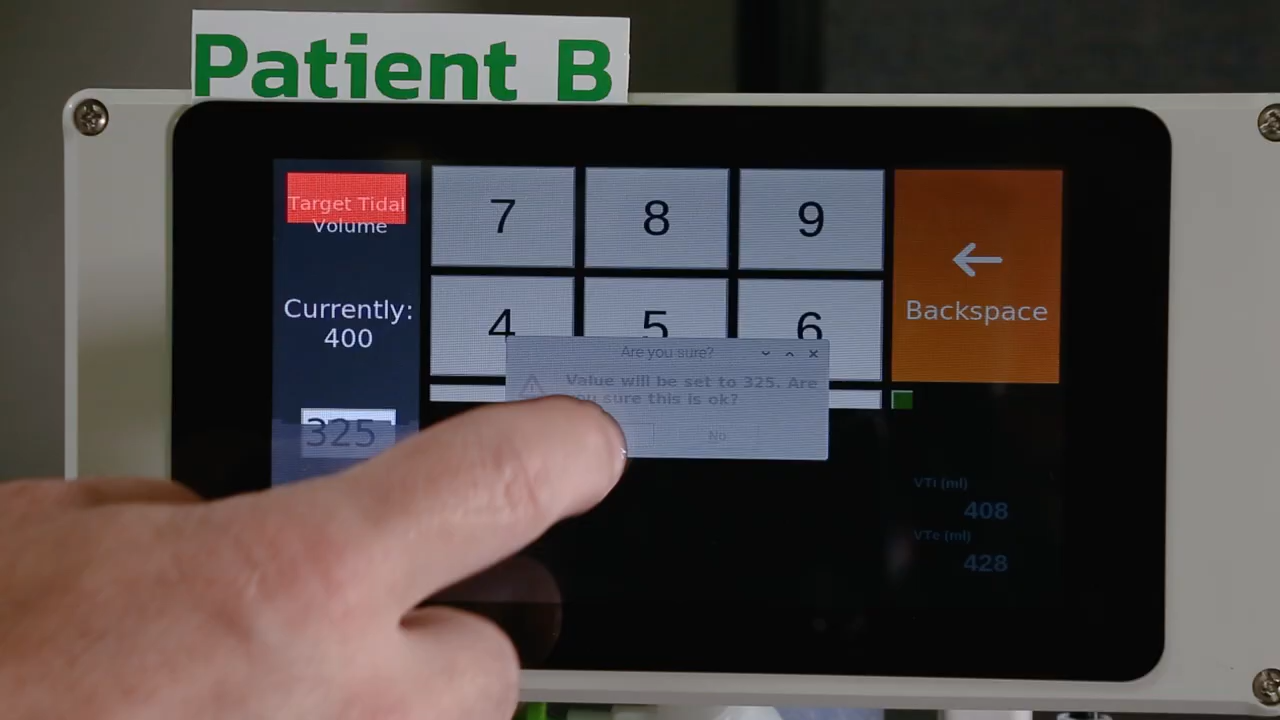 Patient B
Target Tidal
Volume
Currently:
400
325
7
8
9
4
5
6
←
Backspace
Are you sure?
Value will be set to 325. Are
sure this is ok?
No
VTi (ml)
408
VTe (ml)
428